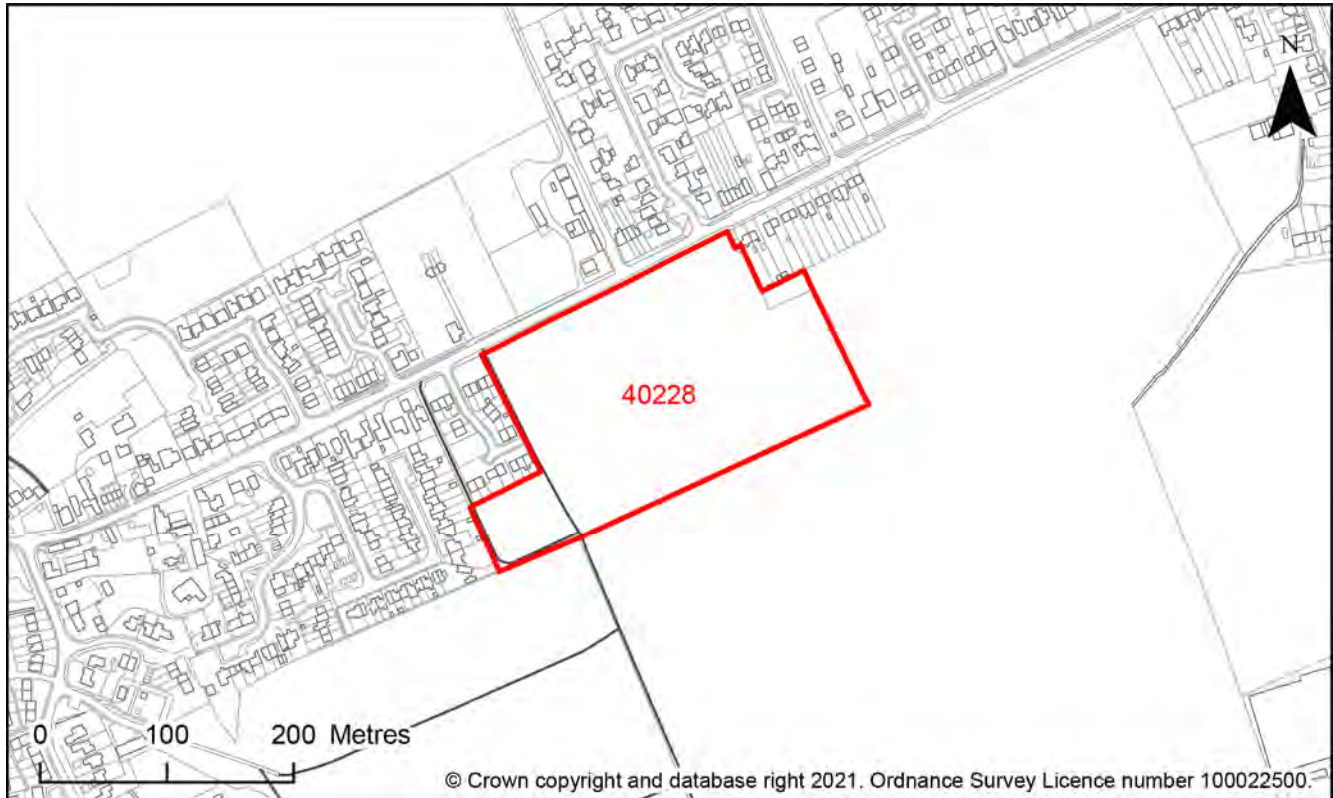 N
40228
0 100 200 Metres
© Crown copyright and database right 2021. Ordnance Survey Licence number 100022500.